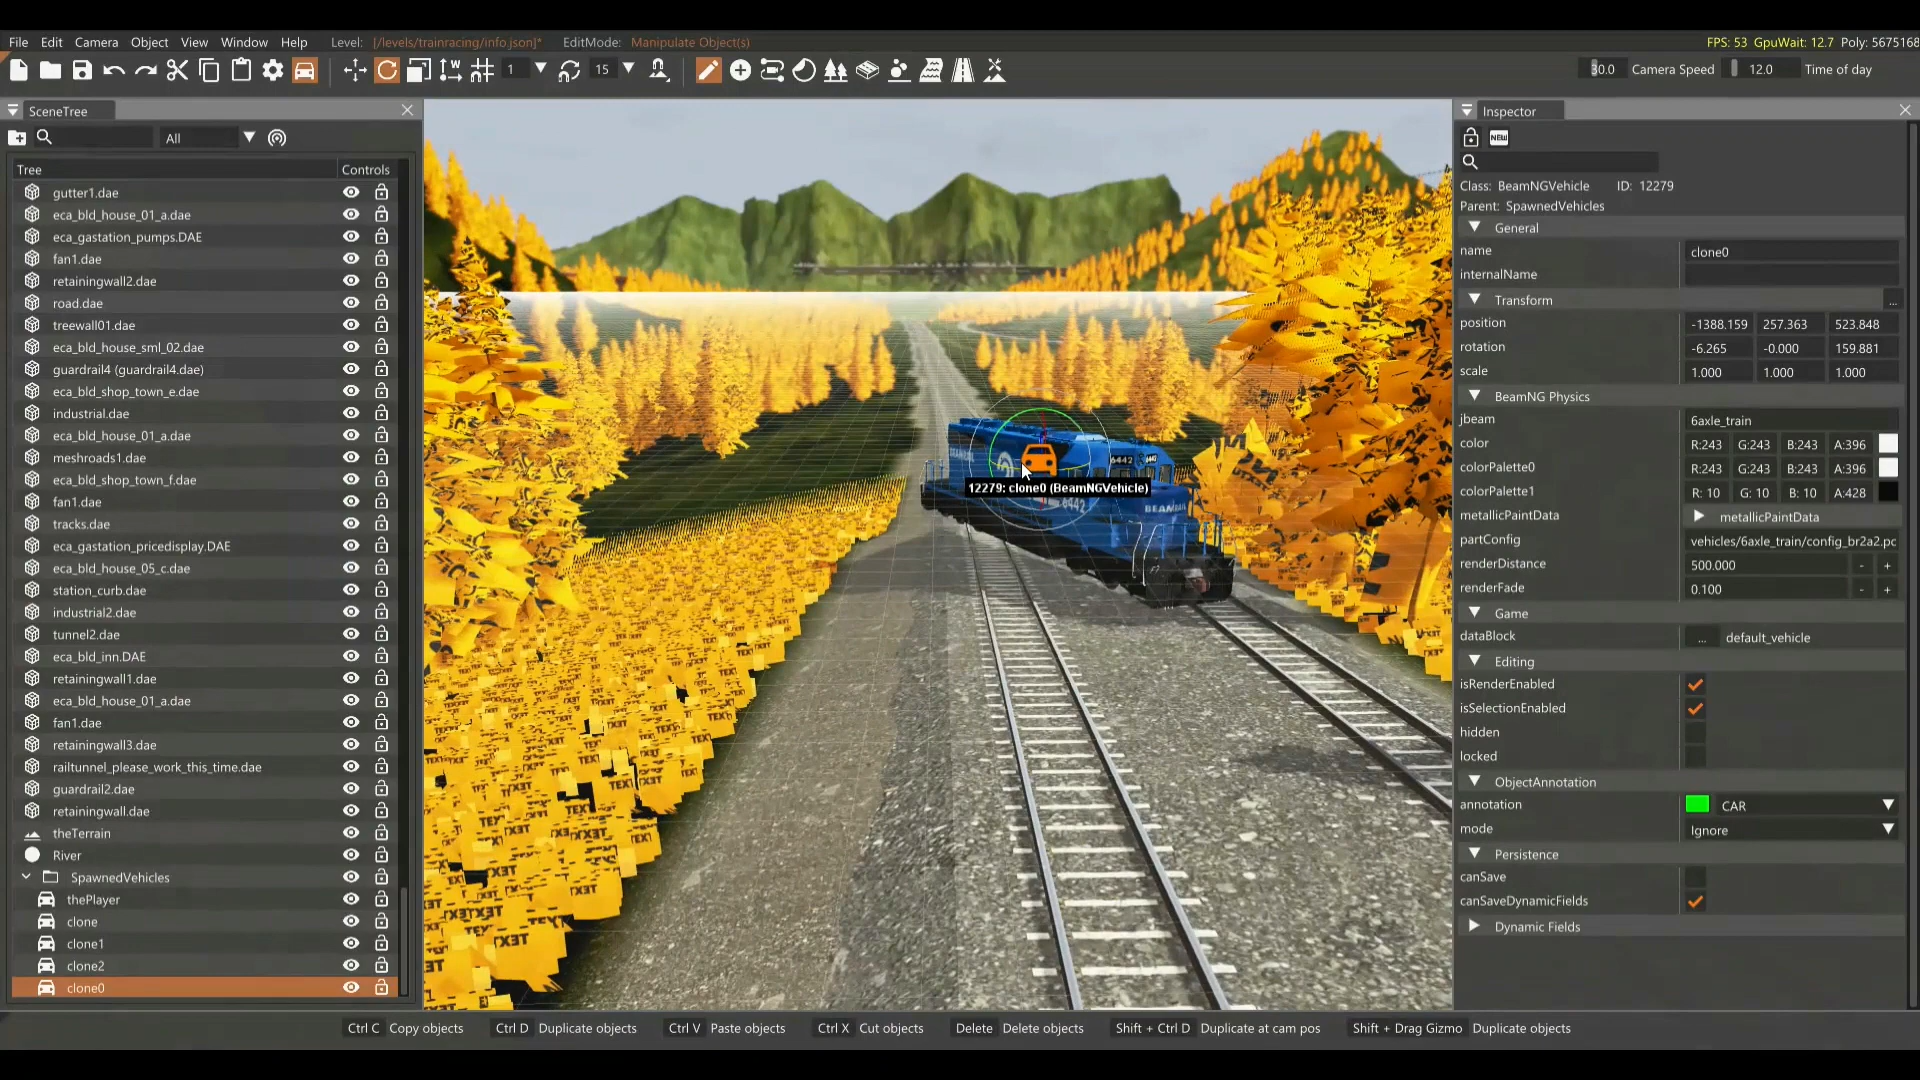 File Edit Camera Object View Window Help Level: [/levels/trainracing/info.json]* EditMode: Manipulate Object(s) FPS: 53 GpuWait: 12.7 Poly: 5675168
1 15 30.0 Camera Speed 12.0 Time of day
SceneTree
All
Tree Controls
gutter1.dae
eca_bld_house_01_a.dae
eca_gastation_pumps.DAE
fan1.dae
retainingwall2.dae
road.dae
treewall01.dae
eca_bld_house_sml_02.dae
guardrail4 (guardrail4.dae)
eca_bld_shop_town_e.dae
industrial.dae
eca_bld_house_01_a.dae
meshroads1.dae
eca_bld_shop_town_f.dae
fan1.dae
tracks.dae
eca_gastation_pricedisplay.DAE
eca_bld_house_05_c.dae
station_curb.dae
industrial2.dae
tunnel2.dae
eca_bld_inn.DAE
retainingwall1.dae
eca_bld_house_01_a.dae
fan1.dae
retainingwall3.dae
railtunnel_please_work_this_time.dae
guardrail2.dae
retainingwall.dae
theTerrain
River
SpawnedVehicles
thePlayer
clone
clone1
clone2
clone0
6442
12279: clone0 (BeamNGVehicle)
6442
BEAMRAIL
TEXT
Inspector
NEW
Class: BeamNGVehicle ID: 12279
Parent: SpawnedVehicles
General
name clone0
internalName
Transform ...
position -1388.159 257.363 523.848
rotation -6.265 -0.000 159.881
scale 1.000 1.000 1.000
BeamNG Physics
jbeam 6axle_train
color R:243 G:243 B:243 A:396
colorPalette0 R:243 G:243 B:243 A:396
colorPalette1 R: 10 G: 10 B: 10 A:428
metallicPaintData metallicPaintData
partConfig vehicles/6axle_train/config_br2a2.pc
renderDistance 500.000 - +
renderFade 0.100 - +
Game
dataBlock ... default_vehicle
Editing
isRenderEnabled
isSelectionEnabled
hidden
locked
ObjectAnnotation
annotation CAR
mode Ignore
Persistence
canSave
canSaveDynamicFields
Dynamic Fields
Ctrl C Copy objects Ctrl D Duplicate objects Ctrl V Paste objects Ctrl X Cut objects Delete Delete objects Shift + Ctrl D Duplicate at cam pos Shift + Drag Gizmo Duplicate objects